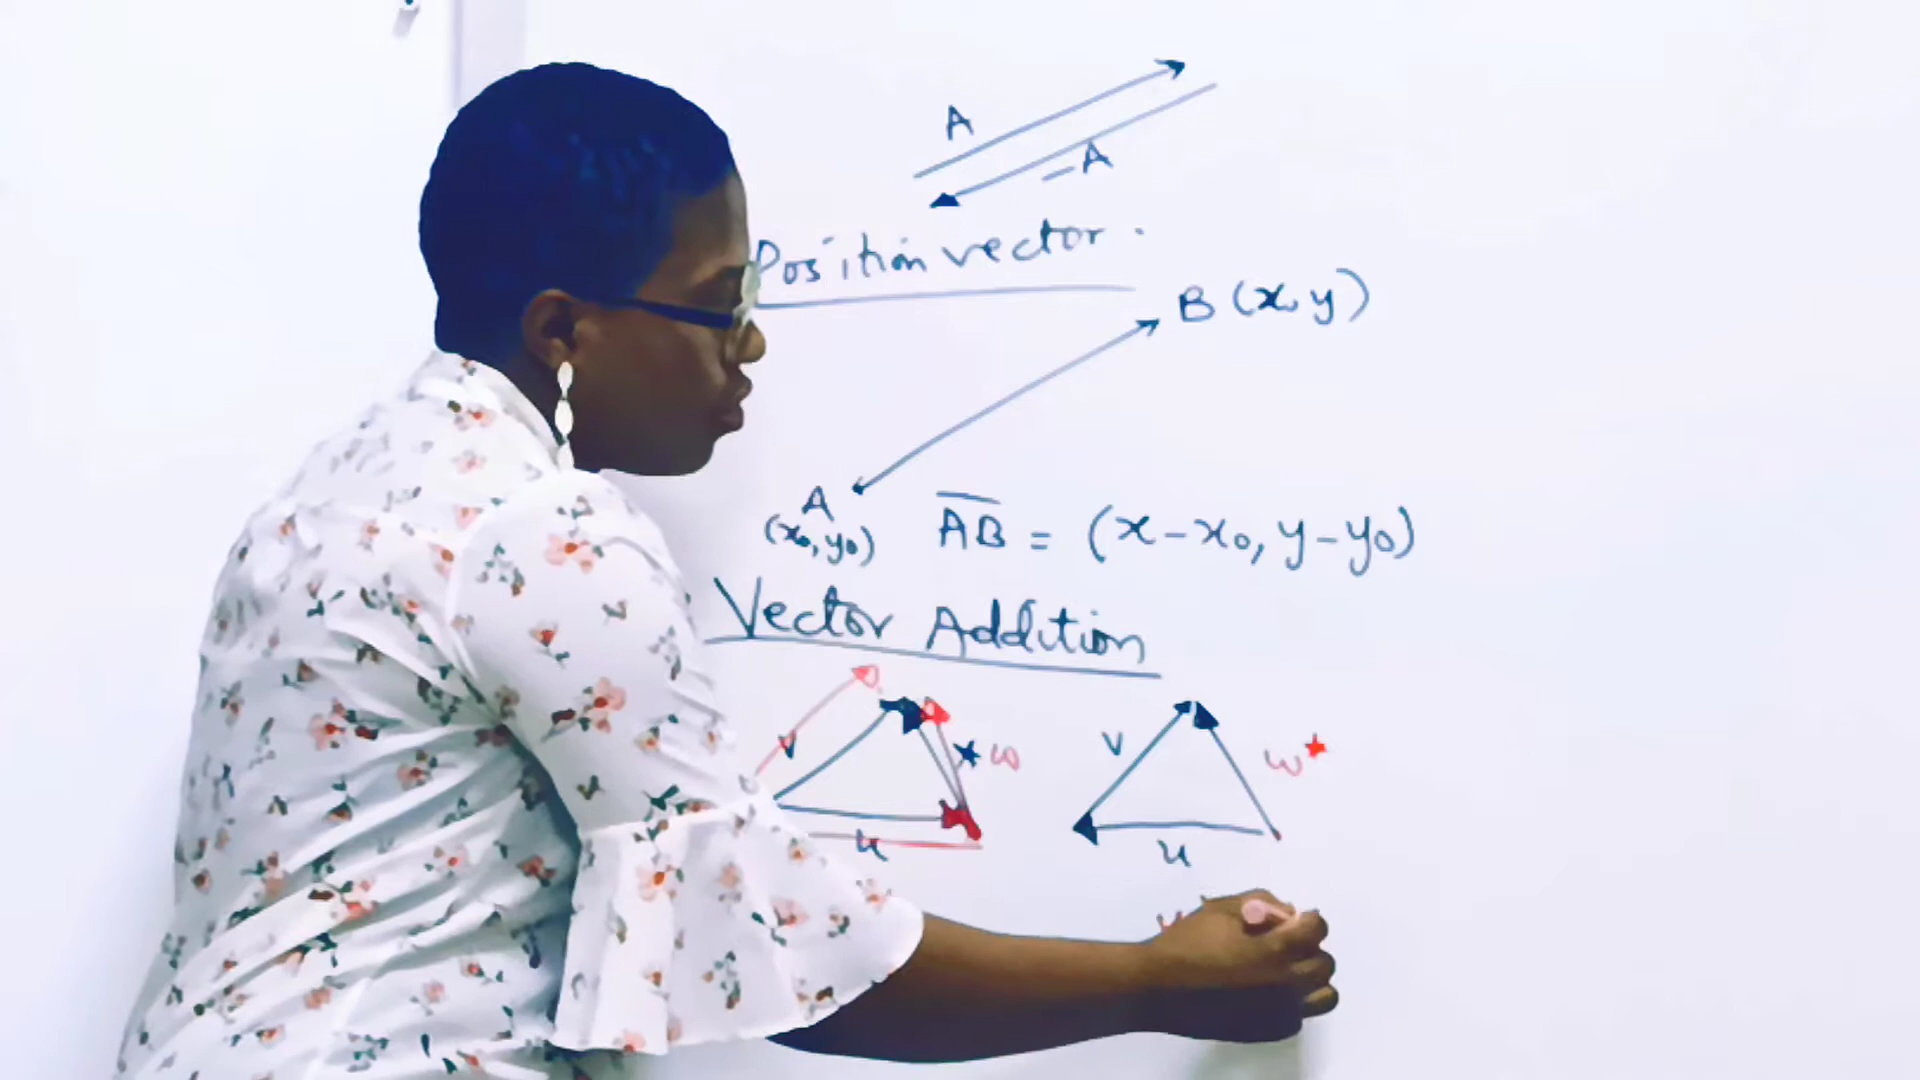 A
-A
Position vector.
B (x, y)
A
(x₀, y₀)
AB = (x-x₀, y-y₀)
Vector Addition
V
w
u
V
w
u